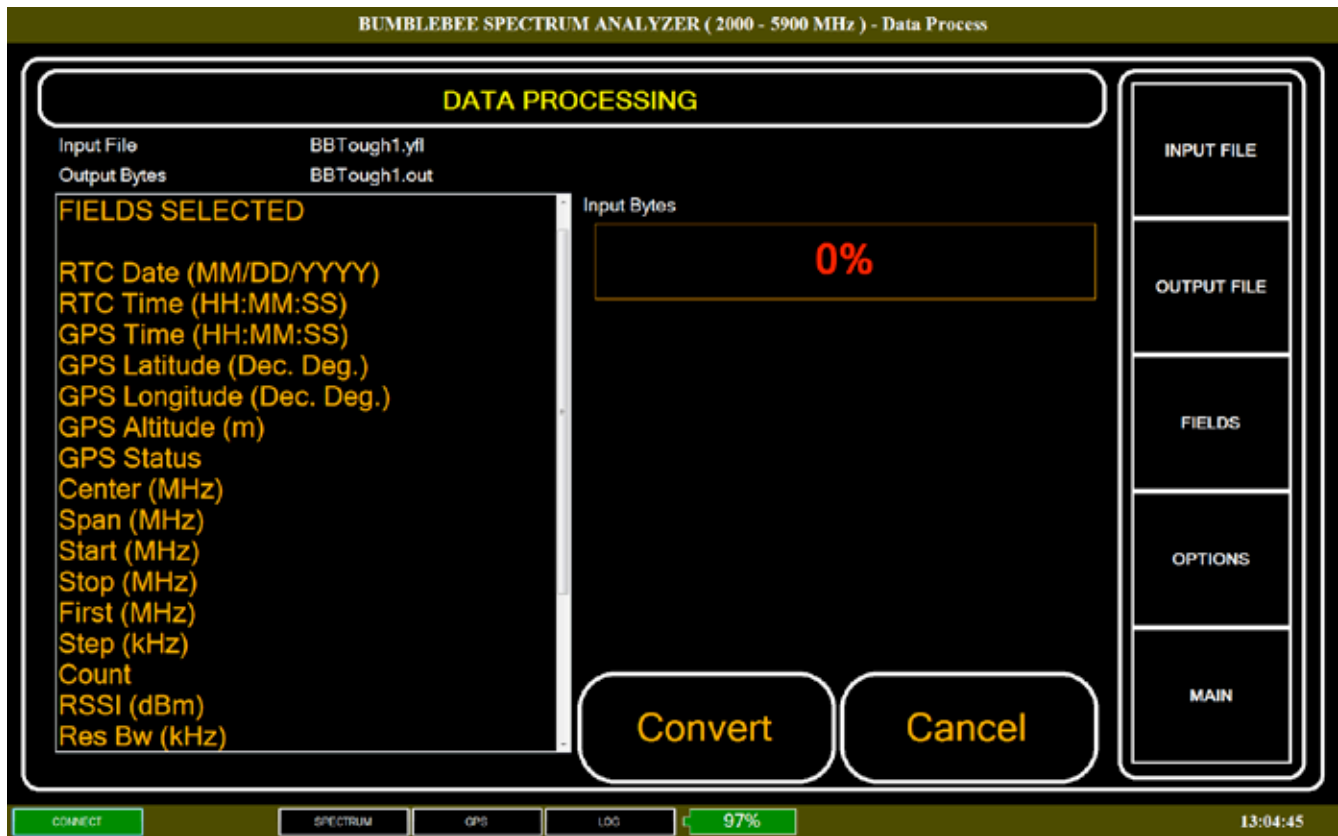 BUMBLEBEE SPECTRUM ANALYZER ( 2000 - 5900 MHz ) - Data Process
DATA PROCESSING
Input File BBTough1.yfl
Output Bytes BBTough1.out
FIELDS SELECTED
RTC Date (MM/DD/YYYY)
RTC Time (HH:MM:SS)
GPS Time (HH:MM:SS)
GPS Latitude (Dec. Deg.)
GPS Longitude (Dec. Deg.)
GPS Altitude (m)
GPS Status
Center (MHz)
Span (MHz)
Start (MHz)
Stop (MHz)
First (MHz)
Step (kHz)
Count
RSSI (dBm)
Res Bw (kHz)
Input Bytes
0%
Convert Cancel
INPUT FILE
OUTPUT FILE
FIELDS
OPTIONS
MAIN
CONNECT SPECTRUM GPS LOG 97% 13:04:45